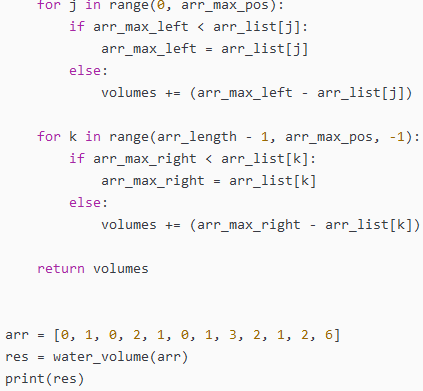 for j in range(0, arr_max_pos):
if arr_max_left < arr_list[j]:
arr_max_left = arr_list[j]
else:
volumes += (arr_max_left - arr_list[j])
for k in range(arr_length - 1, arr_max_pos, -1):
if arr_max_right < arr_list[k]:
arr_max_right = arr_list[k]
else:
volumes += (arr_max_right - arr_list[k])
return volumes
arr = [0, 1, 0, 2, 1, 0, 1, 3, 2, 1, 2, 6]
res = water_volume(arr)
print(res)